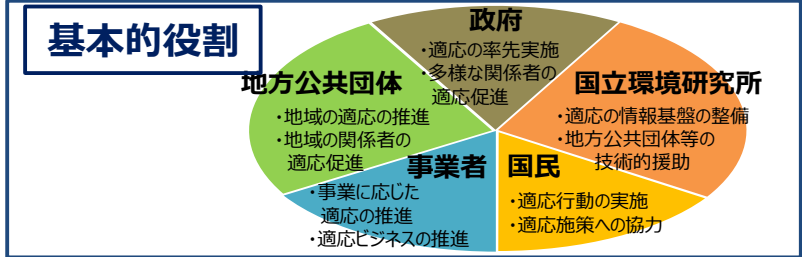 基本的役割
政府
・適応の率先実施
・多様な関係者の
適応促進
地方公共団体
・地域の適応の推進
・地域の関係者の
適応促進
国立環境研究所
・適応の情報基盤の整備
・地方公共団体等の
技術的援助
事業者
・事業に応じた
適応の推進
・適応ビジネスの推進
国民
・適応行動の実施
・適応施策への協力